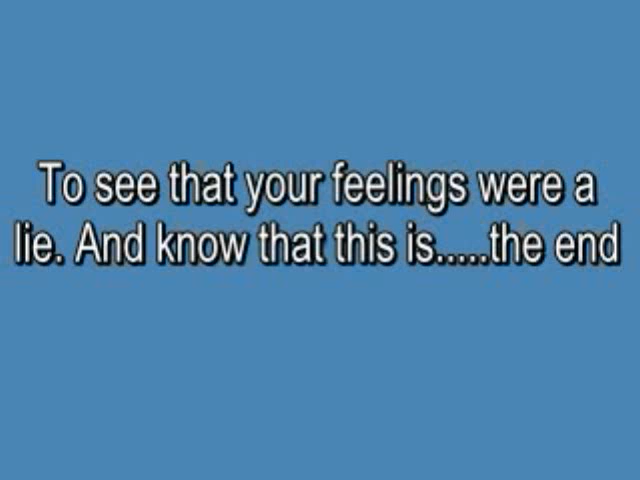 To see that your feelings were a
lie. And know that this is.....the end